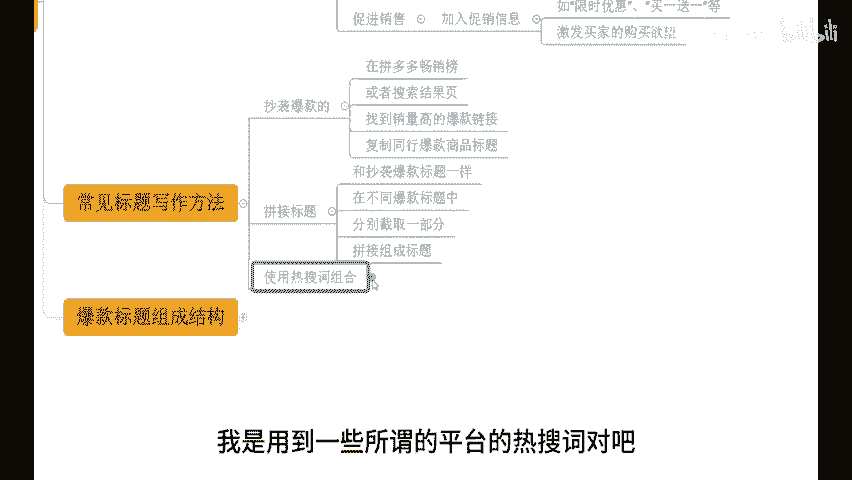 如“限时优惠”、“买一送一”等
促进销售
加入促销信息
激发买家的购买欲望
在拼多多畅销榜
或者搜索结果页
抄袭爆款的
找到销量高的爆款链接
复制同行爆款商品标题
和抄袭爆款标题一样
常见标题写作方法
在不同爆款标题中
拼接标题
分别截取一部分
拼接组成标题
使用热搜词组合
爆款标题组成结构
我是用到一些所谓的平台的热搜词对吧